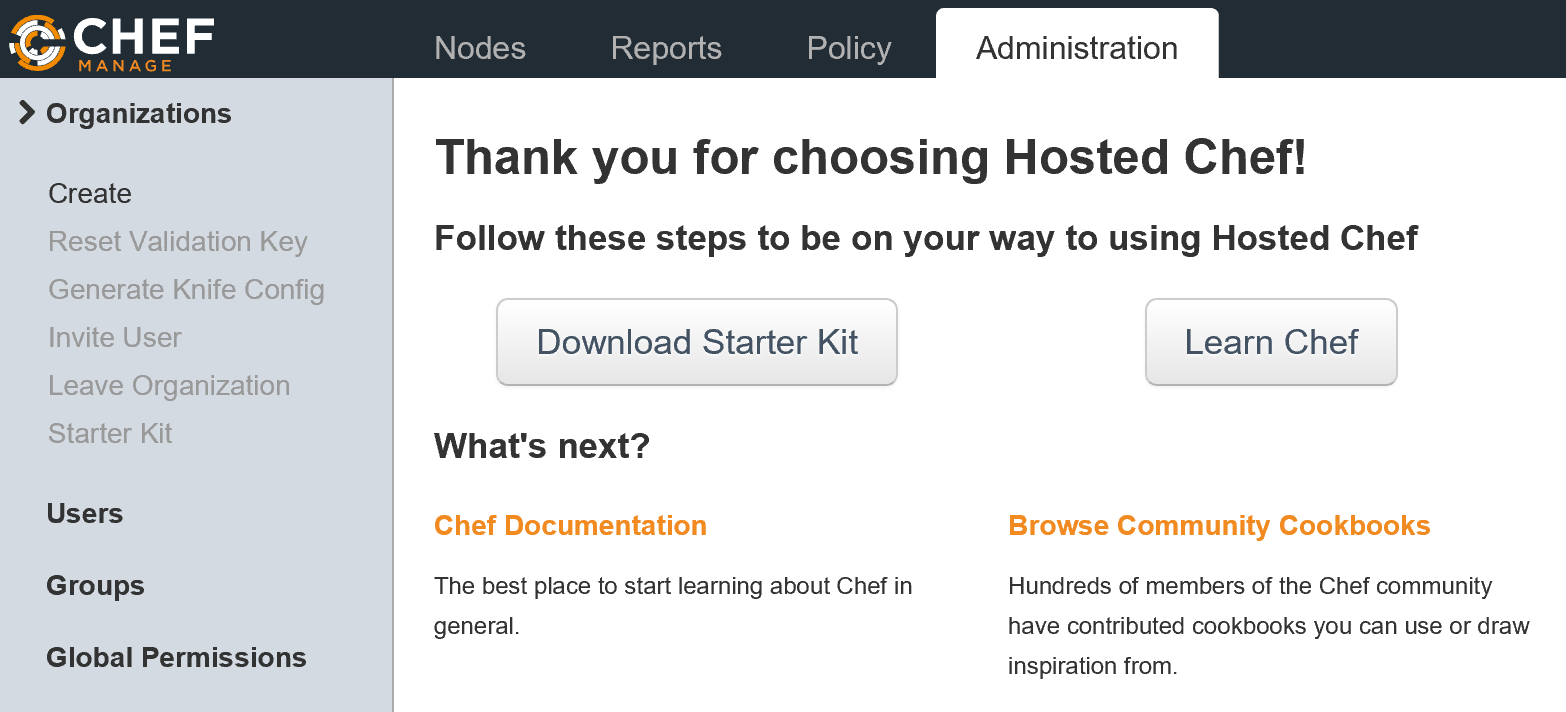 CHEF
MANAGE
Nodes Reports Policy Administration
Organizations
Create
Reset Validation Key
Generate Knife Config
Invite User
Leave Organization
Starter Kit
Users
Groups
Global Permissions
Thank you for choosing Hosted Chef!
Follow these steps to be on your way to using Hosted Chef
Download Starter Kit Learn Chef
What's next?
Chef Documentation
The best place to start learning about Chef in
general.
Browse Community Cookbooks
Hundreds of members of the Chef community
have contributed cookbooks you can use or draw
inspiration from.